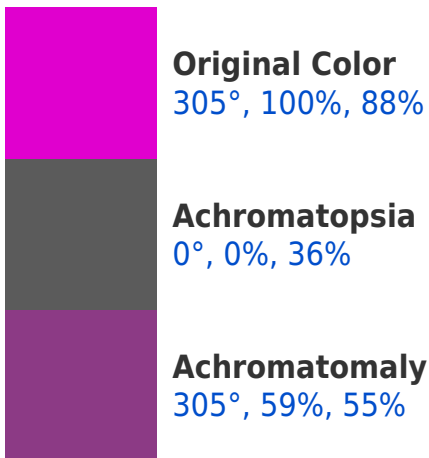 Original Color
305°, 100%, 88%
Achromatopsia
0°, 0%, 36%
Achromatomaly
305°, 59%, 55%